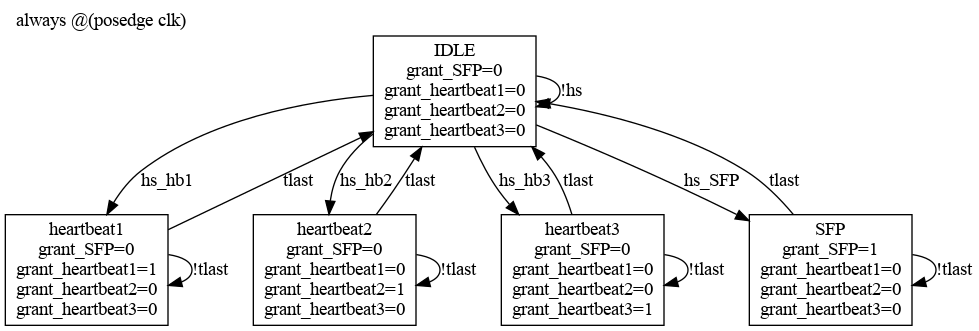 always @(posedge clk)
IDLE
grant_SFP=0
grant_heartbeat1=0
grant_heartbeat2=0
grant_heartbeat3=0
!hs
hs_hb1
tlast
hs_hb2
tlast
hs_hb3
tlast
hs_SFP
tlast
heartbeat1
grant_SFP=0
grant_heartbeat1=1
grant_heartbeat2=0
grant_heartbeat3=0
!tlast
heartbeat2
grant_SFP=0
grant_heartbeat1=0
grant_heartbeat2=1
grant_heartbeat3=0
!tlast
heartbeat3
grant_SFP=0
grant_heartbeat1=0
grant_heartbeat2=0
grant_heartbeat3=1
!tlast
SFP
grant_SFP=1
grant_heartbeat1=0
grant_heartbeat2=0
grant_heartbeat3=0
!tlast